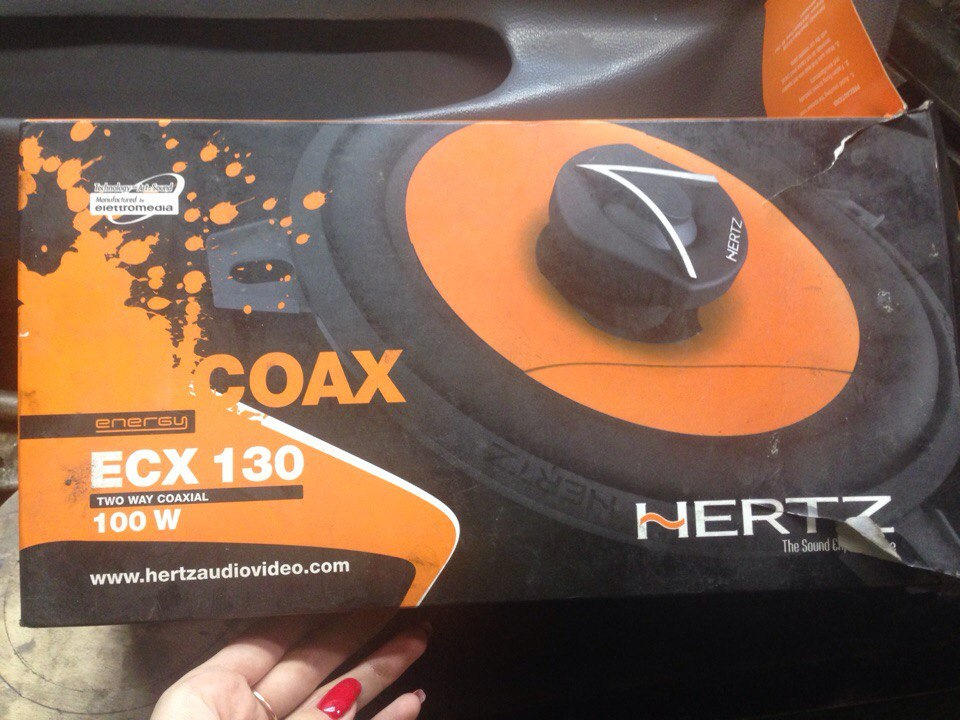 PRECAUTIONS
Technology - Art - Sound
Manufactured by
elettromedia
HERTZ
COAX
energy
ECX 130
TWO WAY COAXIAL
100 W
HERTZ
HERTZ
The Sound
www.hertzaudiovideo.com